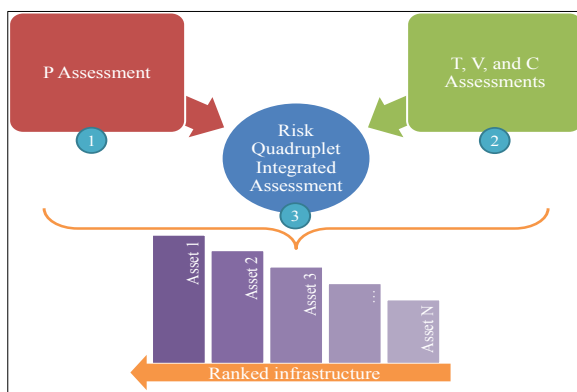 P Assessment
T, V, and C
Assessments
1
2
Risk
Quadruplet
Integrated
Assessment
3
Asset 1
Asset 2
Asset 3
…
Asset N
Ranked infrastructure